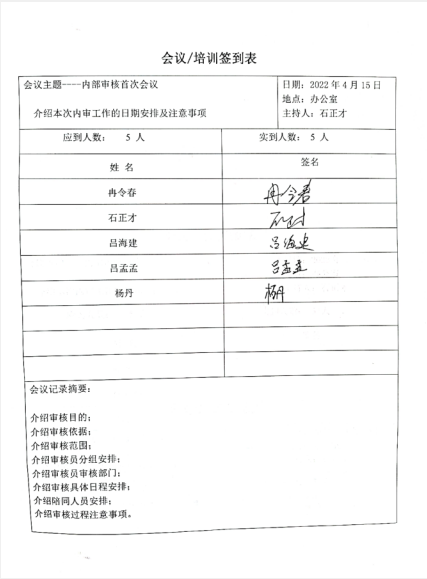 会议/培训签到表
会议主题----内部审核首次会议
日期：2022年4月15日
地点：办公室
介绍本次内审工作的日期安排及注意事项
主持人：石正才
应到人数： 5 人
实到人数： 5 人
姓 名
签名
冉令春
冉令春
石正才
石正才
吕海建
吕海建
吕孟孟
吕孟孟
杨丹
杨丹
会议记录摘要：
介绍审核目的；
介绍审核依据；
介绍审核范围；
介绍审核员分组安排；
介绍审核员审核部门；
介绍审核具体日程安排；
介绍陪同人员安排；
介绍审核过程注意事项。